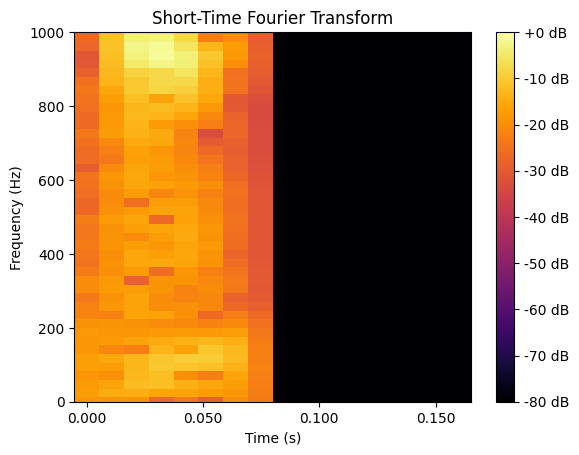 Short-Time Fourier Transform
Frequency (Hz)
1000
800
600
400
200
0
0.000
0.050
0.100
0.150
Time (s)
+0 dB
-10 dB
-20 dB
-30 dB
-40 dB
-50 dB
-60 dB
-70 dB
-80 dB